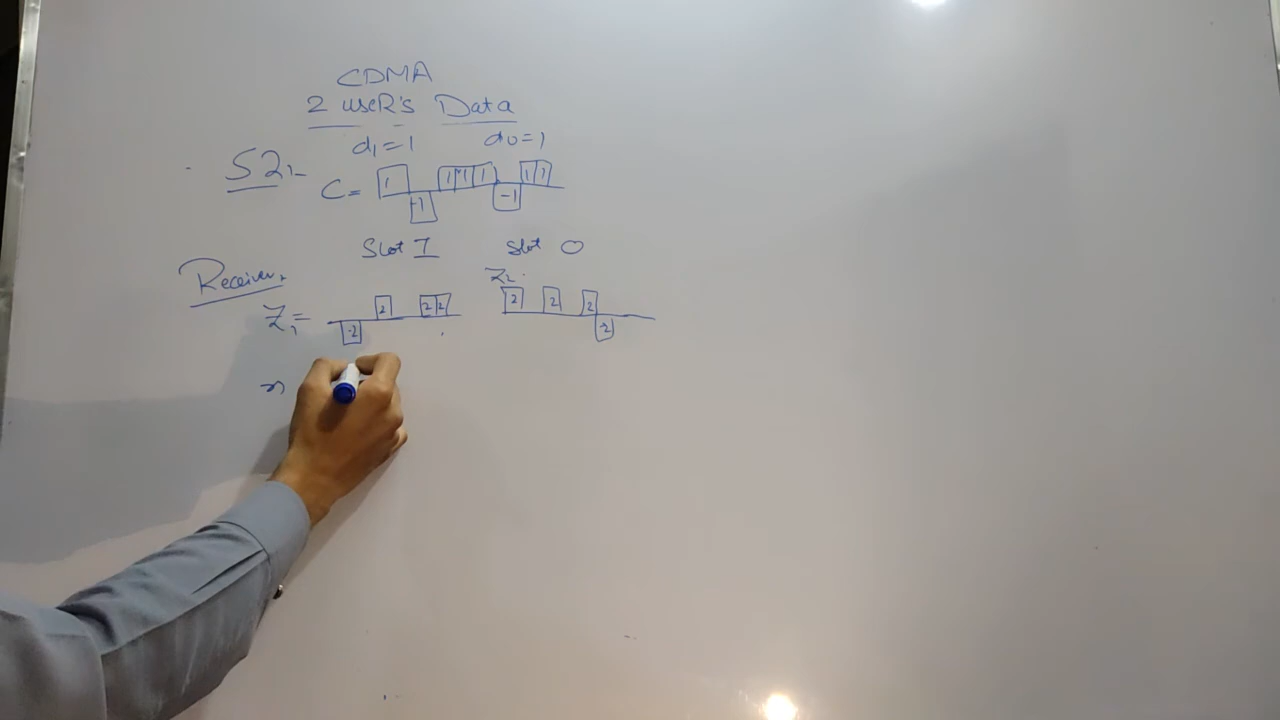 CDMA
2 useR's Data
d1=1 d0=1
S2:-
C= 1 -1 1 1 1 -1 1 1
Slot I Slot 0
Receiver
Z1= -2 2 2 2
Z2 2 2 2 -2